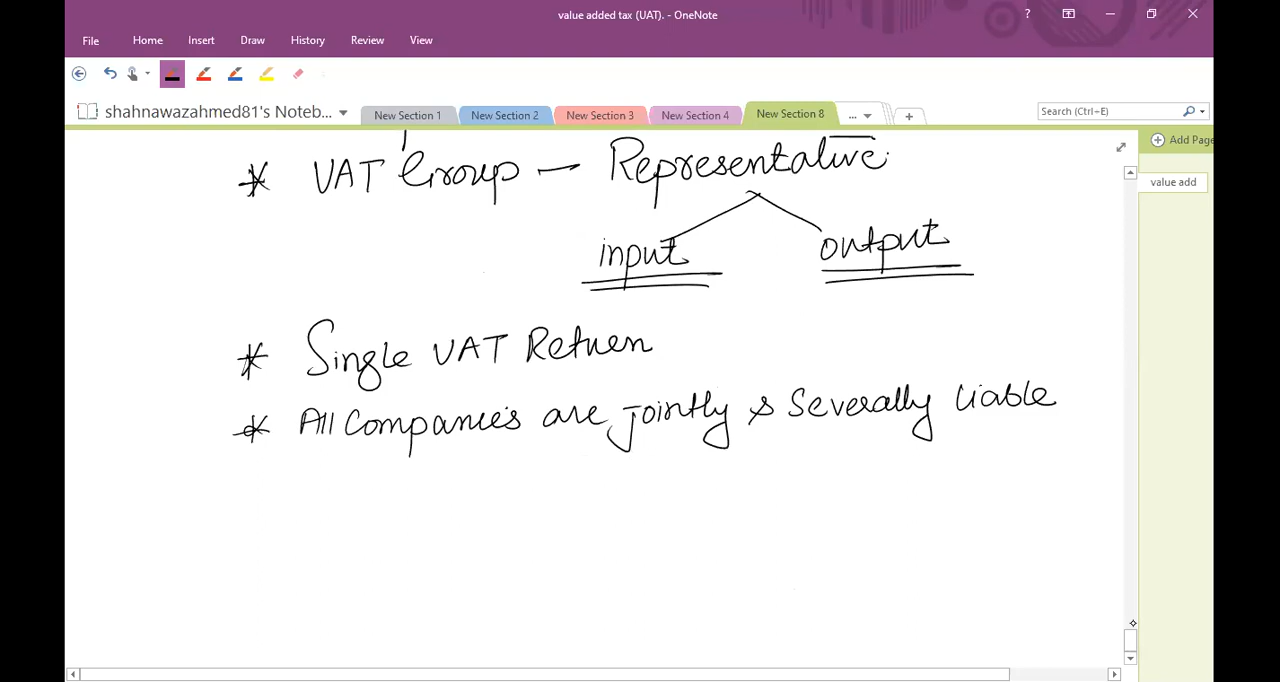 value added tax (UAT). - OneNote
?
File Home Insert Draw History Review View
shahnawazahmed81's Noteb... New Section 1 New Section 2 New Section 3 New Section 4 New Section 8 ... + Search (Ctrl+E)
Add Page
value add
* VAT Group — Representative
input output
* Single VAT Return
* All Companies are jointly & Severally Liable